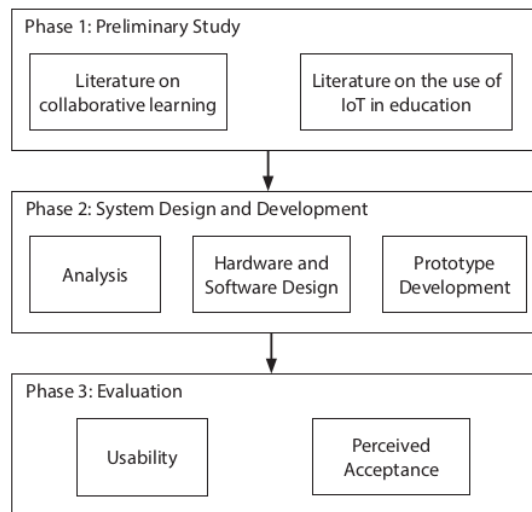 Phase 1: Preliminary Study
Literature on
collaborative learning
Literature on the use of
IoT in education
Phase 2: System Design and Development
Analysis
Hardware and
Software Design
Prototype
Development
Phase 3: Evaluation
Usability
Perceived
Acceptance